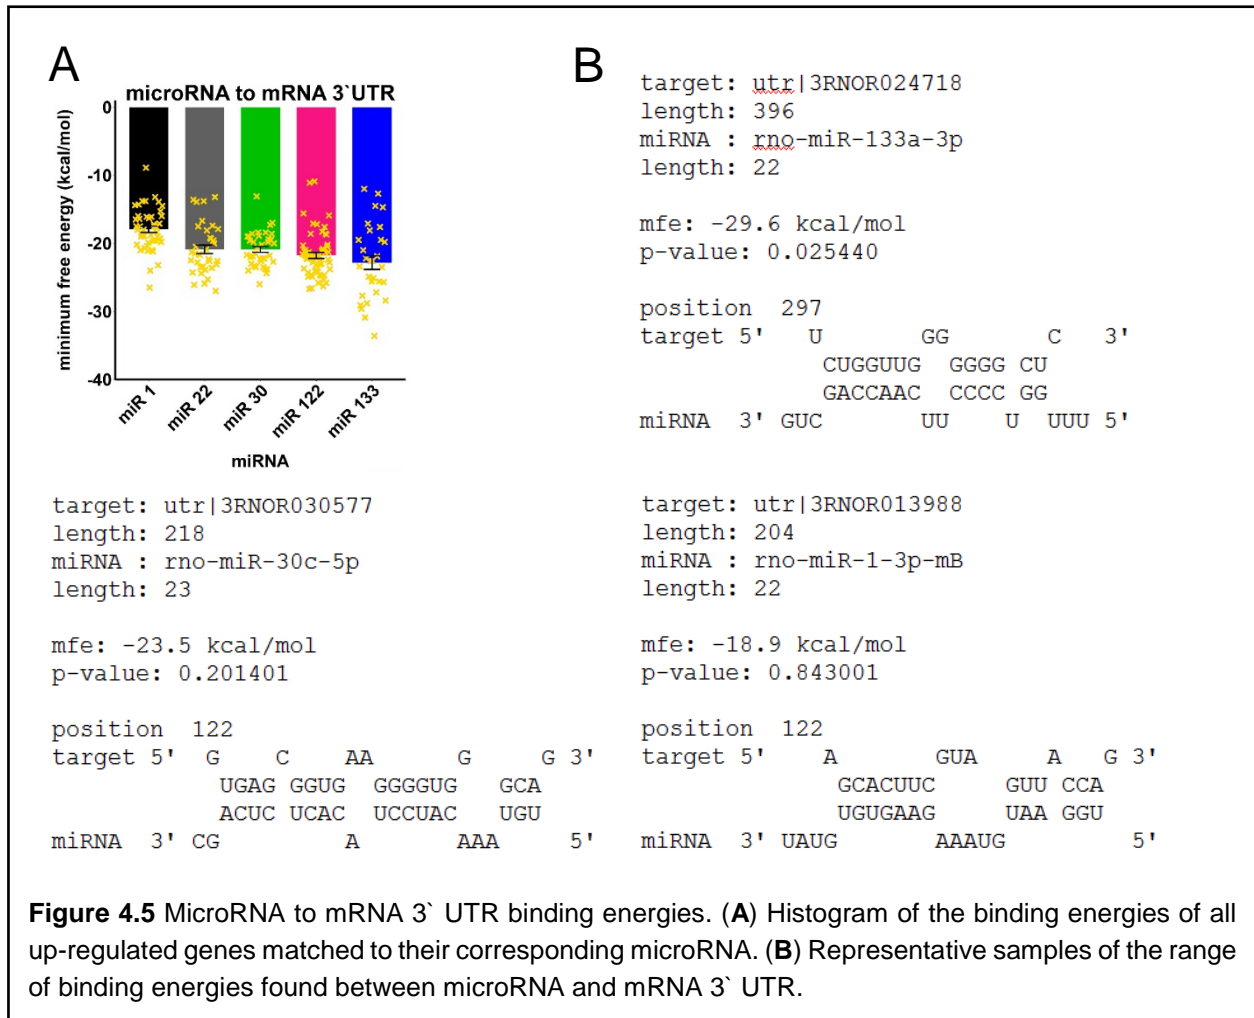 A
microRNA to mRNA 3`UTR
minimum free energy (kcal/mol)
0
-10
-20
-30
-40
miR 1
miR 22
miR 30
miR 122
miR 133
miRNA
B
target: utr|3RNOR024718
length: 396
miRNA : rno-miR-133a-3p
length: 22
mfe: -29.6 kcal/mol
p-value: 0.025440
position  297
target 5'   U       GG       C   3'
             CUGGUUG  GGGG CU
             GACCAAC  CCCC GG
miRNA  3' GUC       UU    U  UUU 5'
target: utr|3RNOR030577
length: 218
miRNA : rno-miR-30c-5p
length: 23
mfe: -23.5 kcal/mol
p-value: 0.201401
position  122
target 5'  G    C    AA      G     G 3'
            UGAG GGUG  GGGGUG   GCA
            ACUC UCAC  UCCUAC   UGU
miRNA  3' CG         A       AAA     5'
target: utr|3RNOR013988
length: 204
miRNA : rno-miR-1-3p-mB
length: 22
mfe: -18.9 kcal/mol
p-value: 0.843001
position  122
target 5'    A       GUA     A   G 3'
              GCACUUC     GUU CCA
              UGUGAAG     UAA GGU
miRNA  3' UAUG       AAAUG         5'
Figure 4.5 MicroRNA to mRNA 3` UTR binding energies. (A) Histogram of the binding energies of all
up-regulated genes matched to their corresponding microRNA. (B) Representative samples of the range
of binding energies found between microRNA and mRNA 3` UTR.